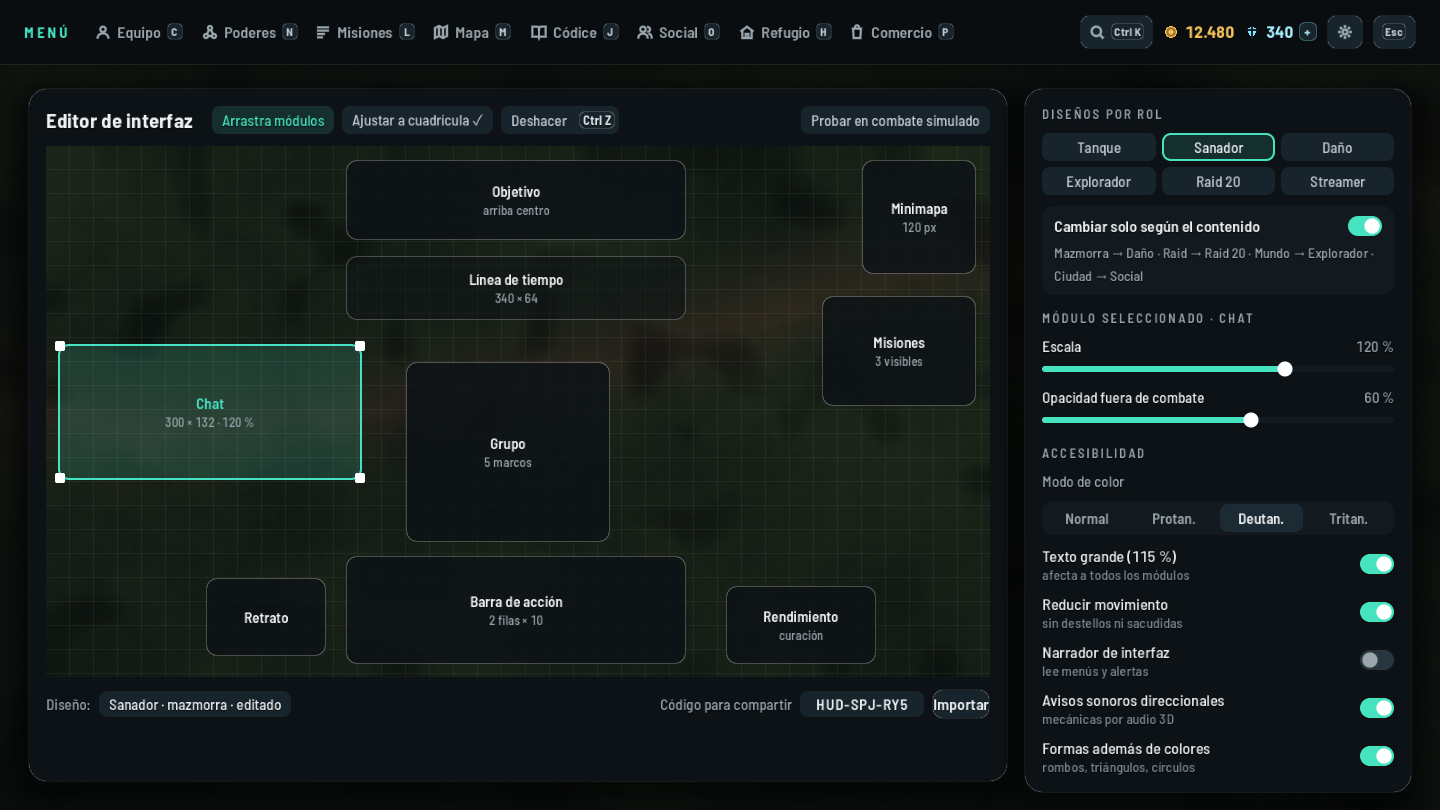 MENÚ Equipo C Poderes N Misiones L Mapa M Códice J Social O Refugio H Comercio P Ctrl K 12.480 340 + Esc
Editor de interfaz Arrastra módulos Ajustar a cuadrícula ✓ Deshacer Ctrl Z Probar en combate simulado
Objetivo
arriba centro
Minimapa
120 px
Línea de tiempo
340 × 64
Misiones
3 visibles
Chat
300 × 132 · 120 %
Grupo
5 marcos
Retrato
Barra de acción
2 filas × 10
Rendimiento
curación
Diseño: Sanador · mazmorra · editado Código para compartir HUD-SPJ-RY5 Importar
DISEÑOS POR ROL
Tanque Sanador Daño
Explorador Raid 20 Streamer
Cambiar solo según el contenido
Mazmorra → Daño · Raid → Raid 20 · Mundo → Explorador ·
Ciudad → Social
MÓDULO SELECCIONADO · CHAT
Escala 120 %
Opacidad fuera de combate 60 %
ACCESIBILIDAD
Modo de color
Normal Protan. Deutan. Tritan.
Texto grande (115 %)
afecta a todos los módulos
Reducir movimiento
sin destellos ni sacudidas
Narrador de interfaz
lee menús y alertas
Avisos sonoros direccionales
mecánicas por audio 3D
Formas además de colores
rombos, triángulos, círculos